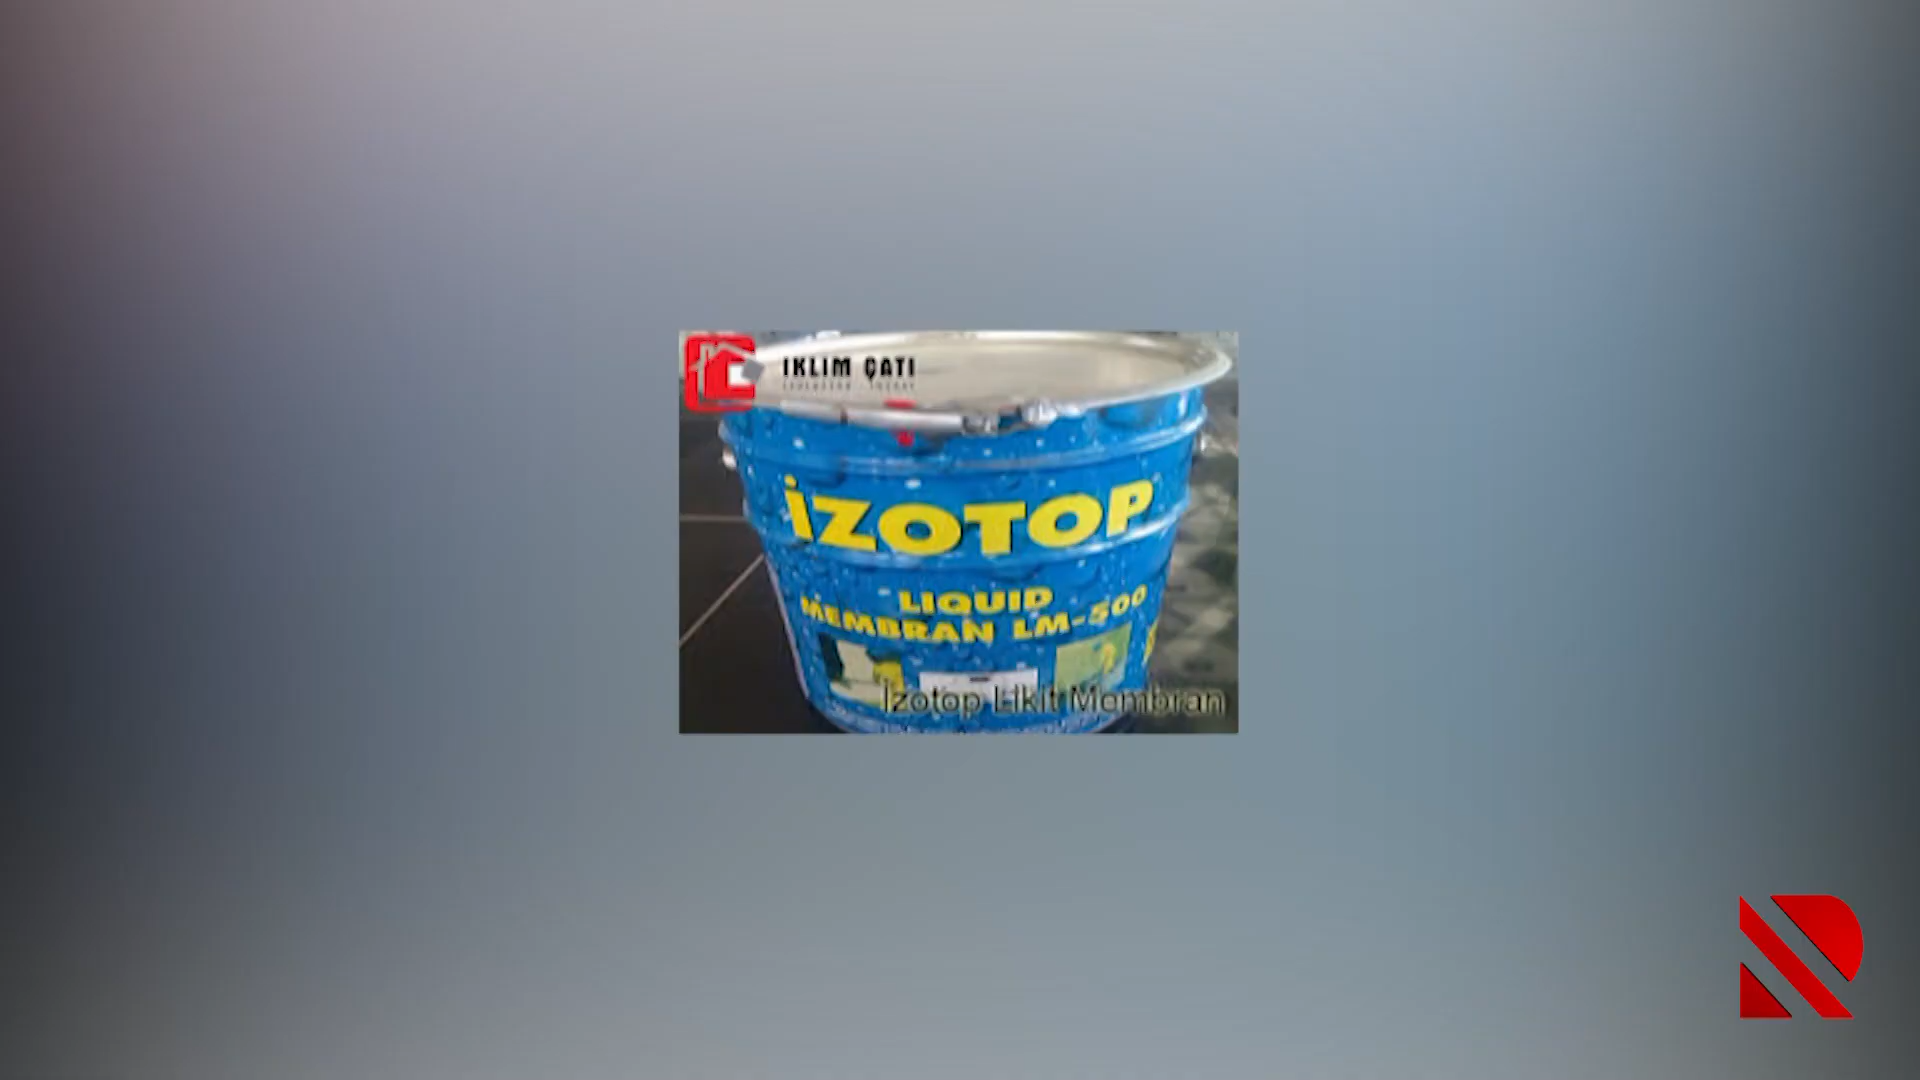 IKLIM ÇATI
İZOTOP
LIQUID
MEMBRAN LM-500
İzotop Likit Membran